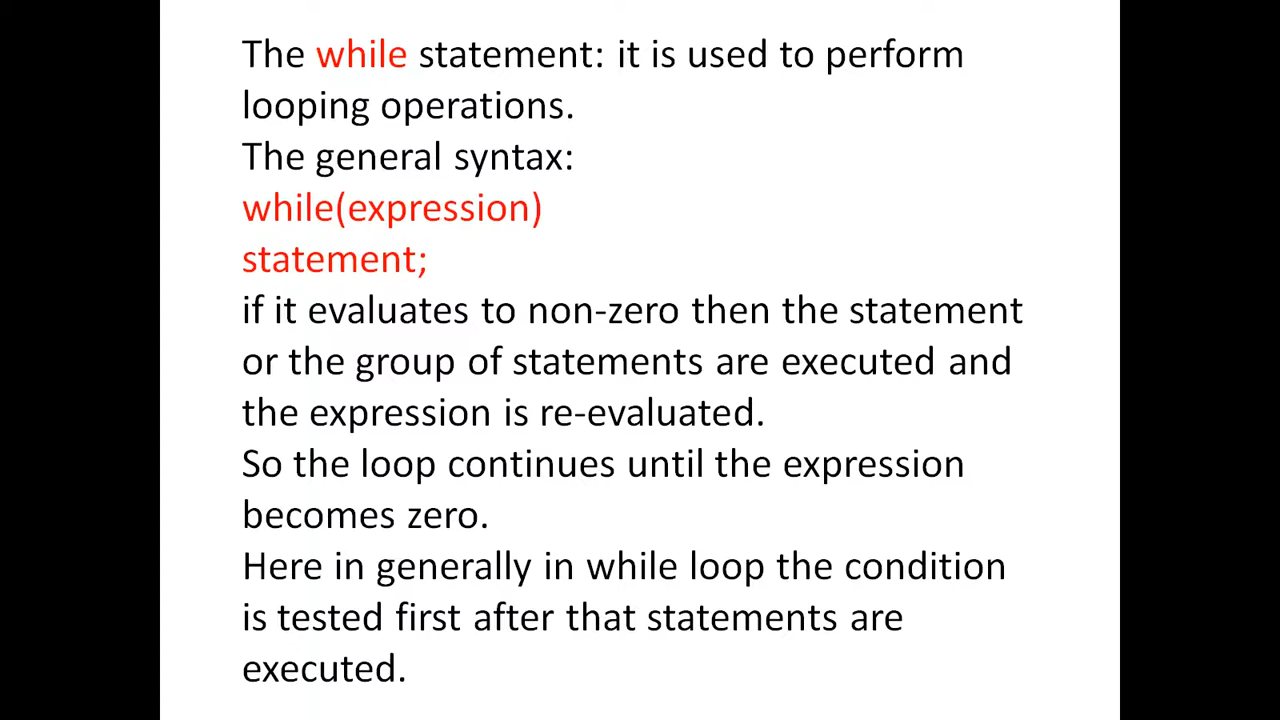 The while statement: it is used to perform
looping operations.
The general syntax:
while(expression)
statement;
if it evaluates to non-zero then the statement
or the group of statements are executed and
the expression is re-evaluated.
So the loop continues until the expression
becomes zero.
Here in generally in while loop the condition
is tested first after that statements are
executed.